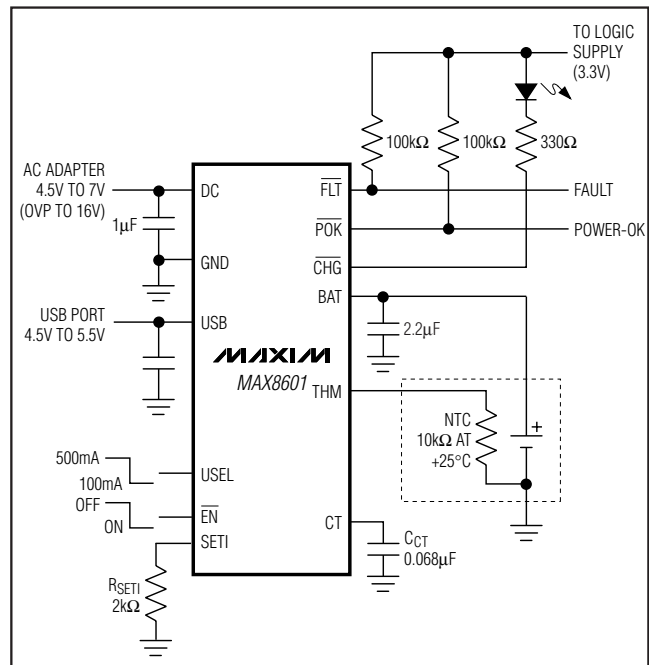 TO LOGIC
SUPPLY
(3.3V)
100kΩ
100kΩ
330Ω
AC ADAPTER
4.5V TO 7V
(OVP TO 16V)
1µF
DC
GND
USB PORT
4.5V TO 5.5V
USB
MAXIM
MAX8601
FLT
FAULT
POK
POWER-OK
CHG
BAT
2.2µF
THM
NTC
10kΩ AT
+25°C
+
500mA
100mA
USEL
OFF
ON
EN
SETI
RSETI
2kΩ
CT
CCT
0.068µF